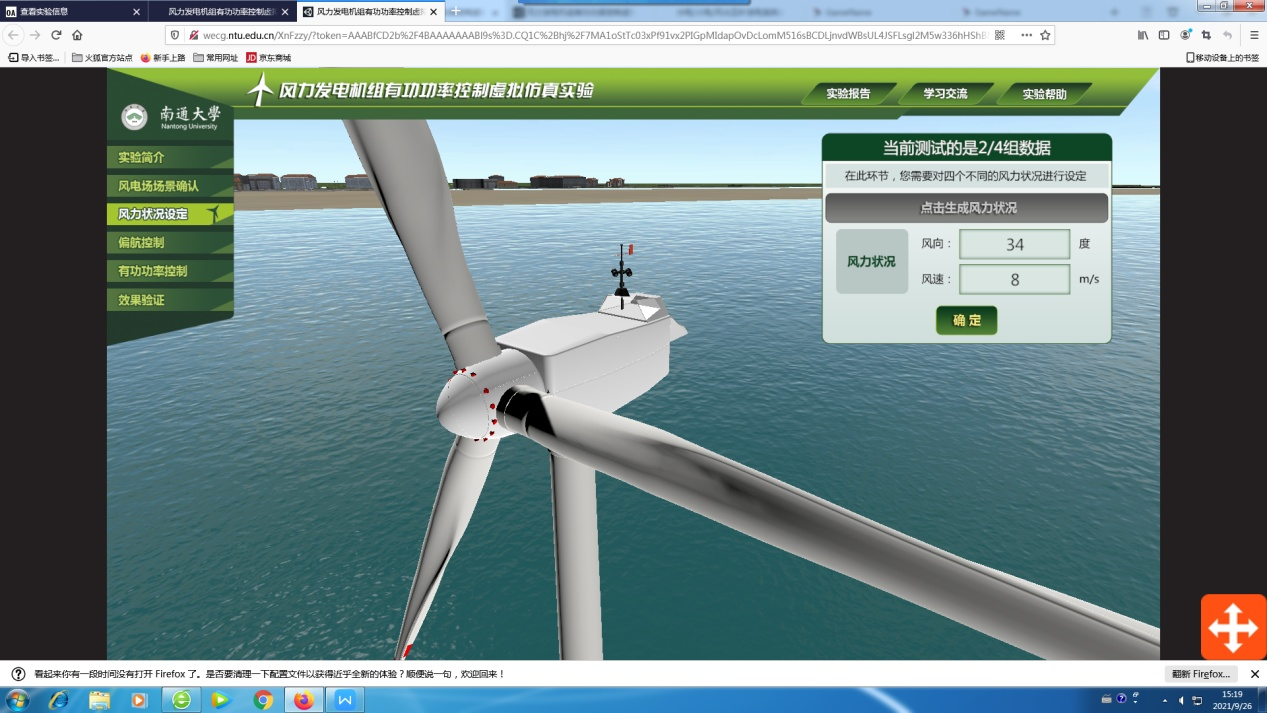 查看实验信息
风力发电机组有功功率控制虚拟
风力发电机组有功功率控制虚
wecg.ntu.edu.cn/XnFzzy/?token=
导入书签...
火狐官方站点
新手上路
常用网址
JD 京东商城
移动设备上的书签
南通大学
Nantong University
风力发电机组有功功率控制虚拟仿真实验
实验报告
学习交流
实验帮助
实验简介
风电场场景确认
风力状况设定
偏航控制
有功功率控制
效果验证
当前测试的是2/4组数据
在此环节，您需要对四个不同的风力状况进行设定
点击生成风力状况
风力状况
风向： 34 度
风速： 8 m/s
确 定
看起来你有一段时间没有打开 Firefox 了。是否要清理一下配置文件以获得近乎全新的体验？顺便说一句，欢迎回来！
翻新 Firefox...
15:19
2021/9/26